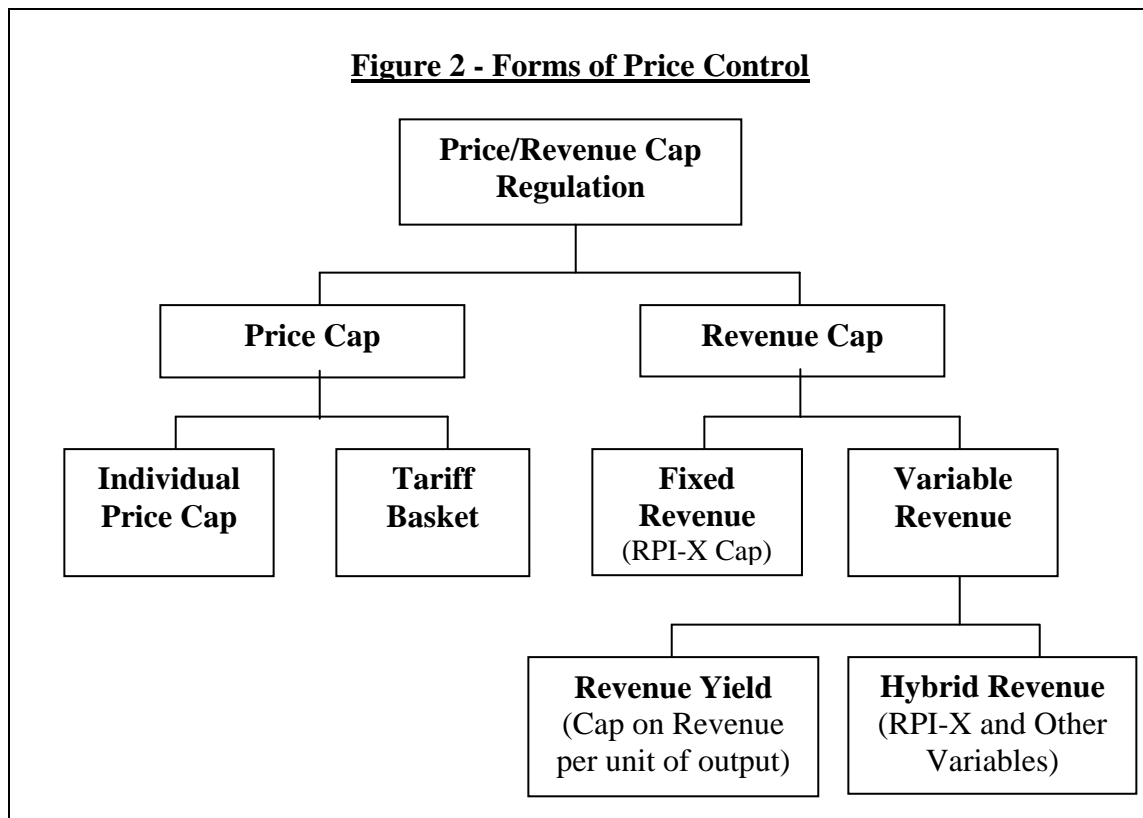 Figure 2 - Forms of Price Control
Price/Revenue Cap
Regulation
Price Cap
Revenue Cap
Individual
Price Cap
Tariff
Basket
Fixed
Revenue
(RPI-X Cap)
Variable
Revenue
Revenue Yield
(Cap on Revenue
per unit of output)
Hybrid Revenue
(RPI-X and Other
Variables)